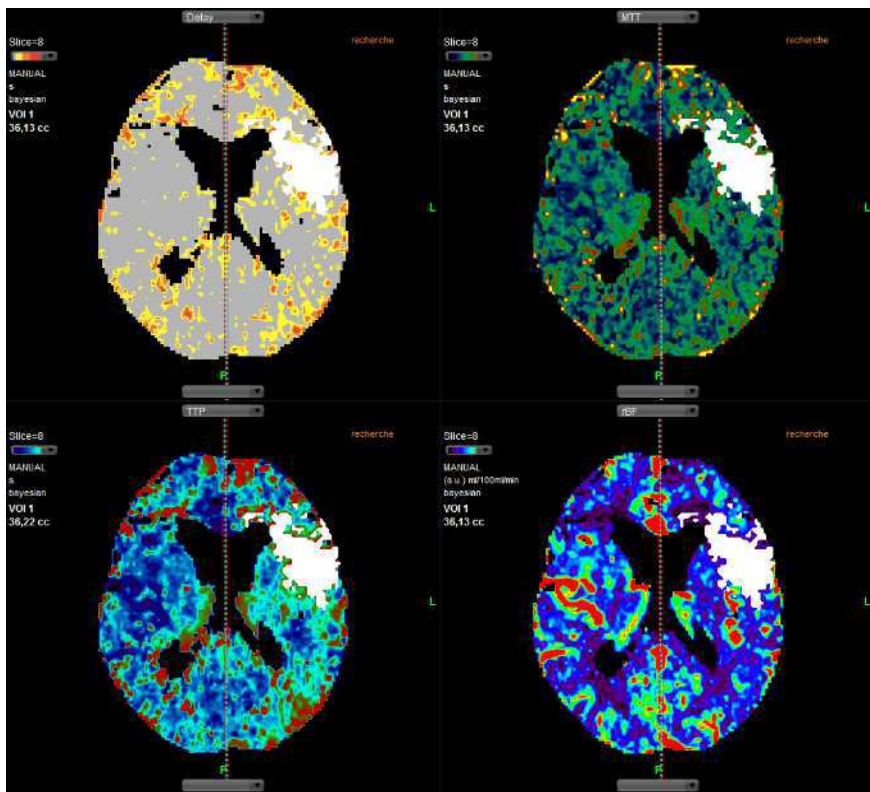 Delay
Slice=8
recherche
MANUAL
s
bayesian
VOI 1
36,13 cc
L
P
MTT
Slice=8
recherche
MANUAL
s
bayesian
VOI 1
36,13 cc
L
P
TTP
Slice=8
recherche
MANUAL
s
bayesian
VOI 1
36,22 cc
L
P
rBF
Slice=8
recherche
MANUAL
(a.u.) ml/100ml/min
bayesian
VOI 1
36,13 cc
L
P